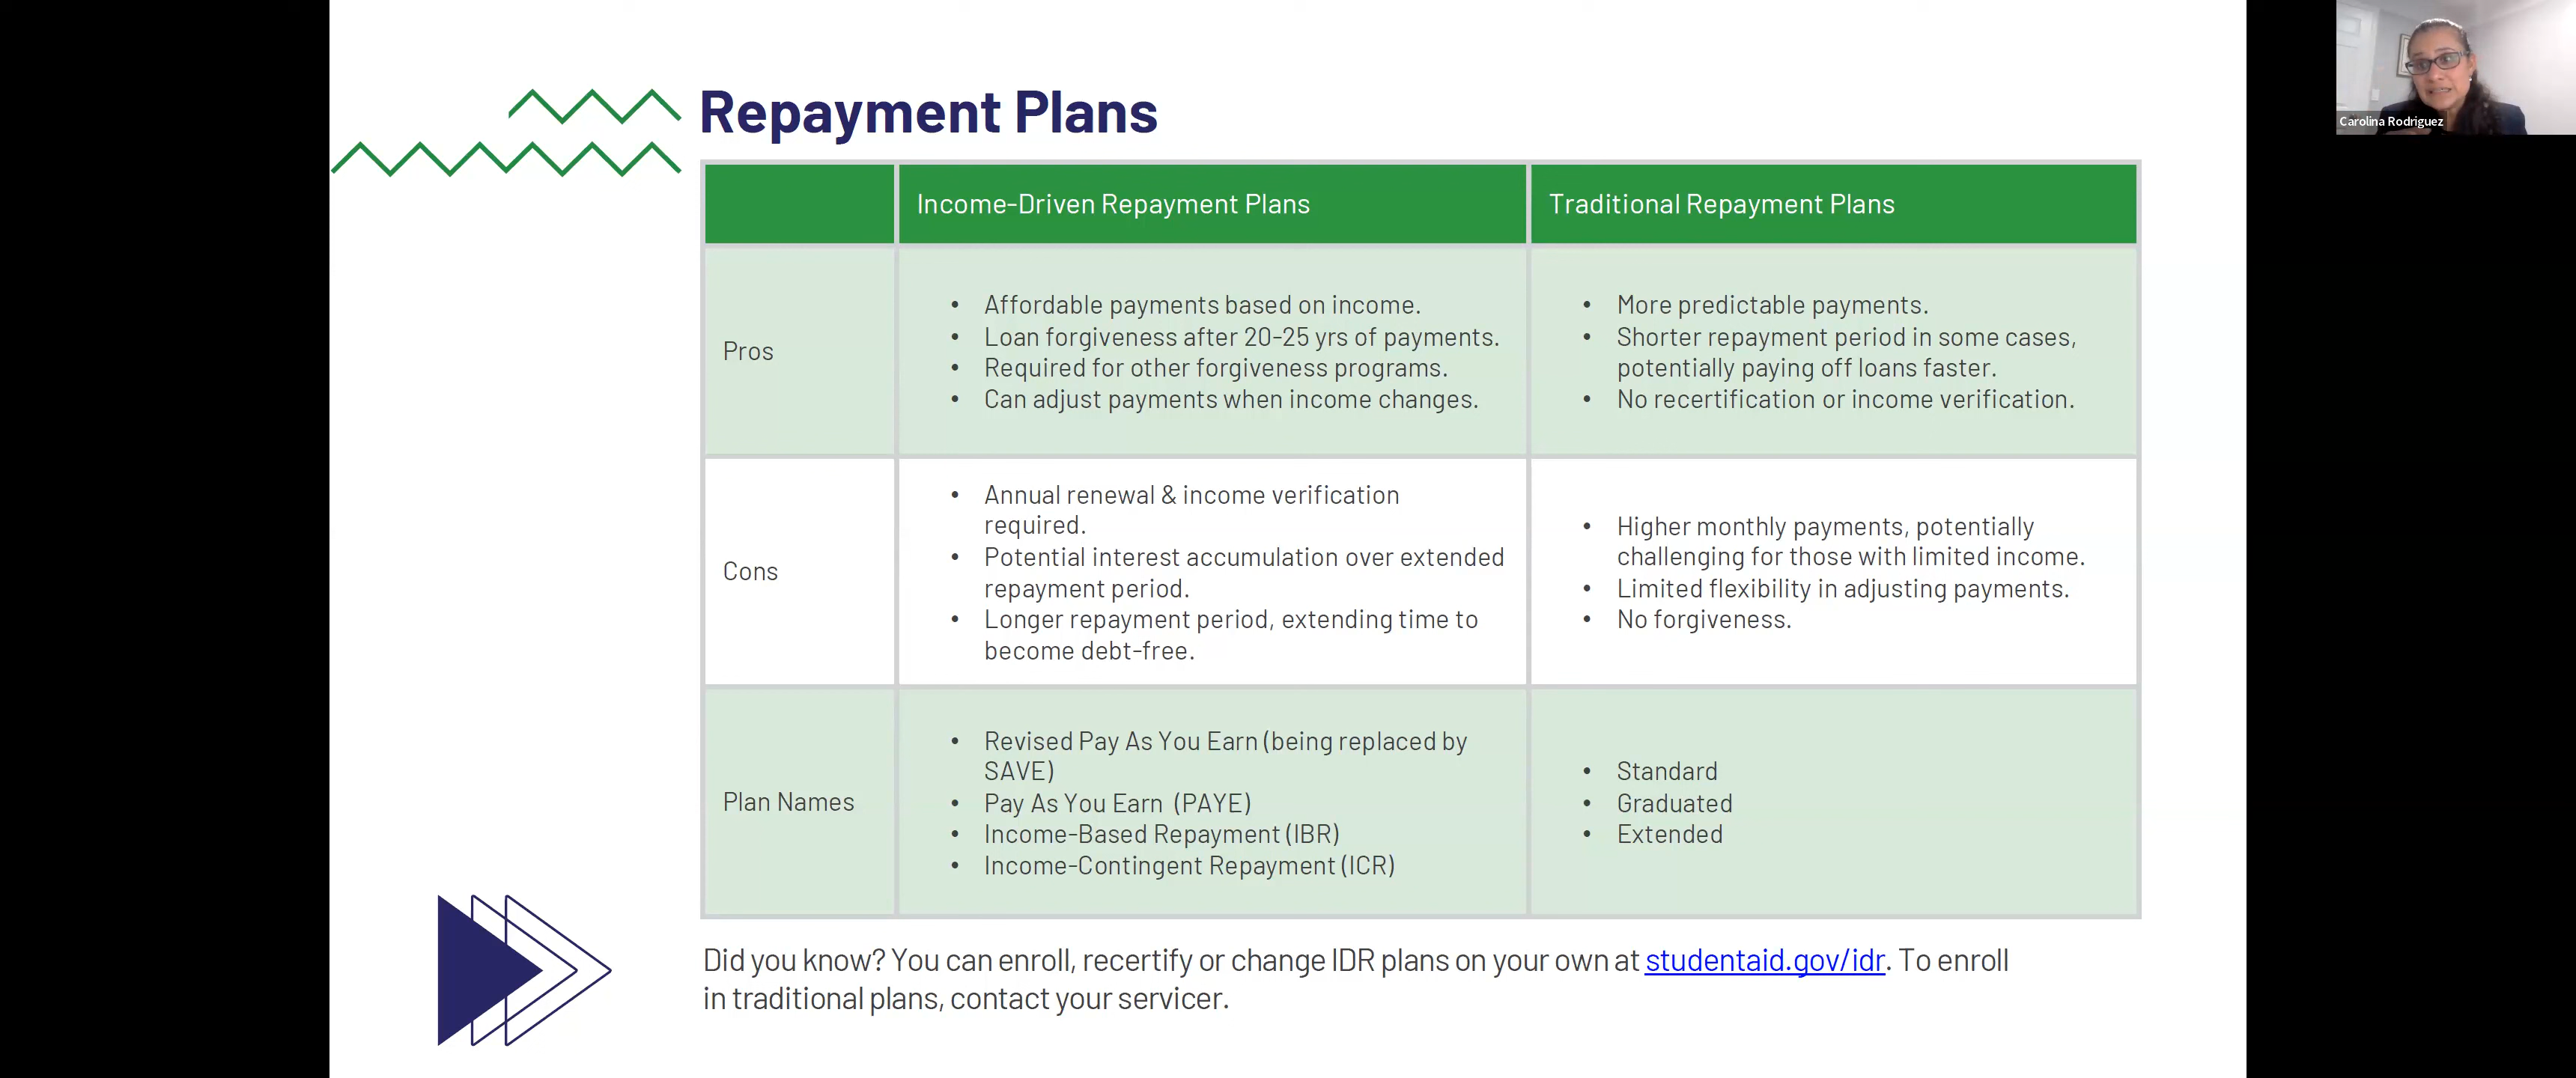 Repayment Plans
Carolina Rodriguez
Income-Driven Repayment Plans
Traditional Repayment Plans
Pros
• Affordable payments based on income.
• Loan forgiveness after 20-25 yrs of payments.
• Required for other forgiveness programs.
• Can adjust payments when income changes.
• More predictable payments.
• Shorter repayment period in some cases,
potentially paying off loans faster.
• No recertification or income verification.
Cons
• Annual renewal & income verification
required.
• Potential interest accumulation over extended
repayment period.
• Longer repayment period, extending time to
become debt-free.
• Higher monthly payments, potentially
challenging for those with limited income.
• Limited flexibility in adjusting payments.
• No forgiveness.
Plan Names
• Revised Pay As You Earn (being replaced by
SAVE)
• Pay As You Earn (PAYE)
• Income-Based Repayment (IBR)
• Income-Contingent Repayment (ICR)
• Standard
• Graduated
• Extended
Did you know? You can enroll, recertify or change IDR plans on your own at studentaid.gov/idr. To enroll
in traditional plans, contact your servicer.